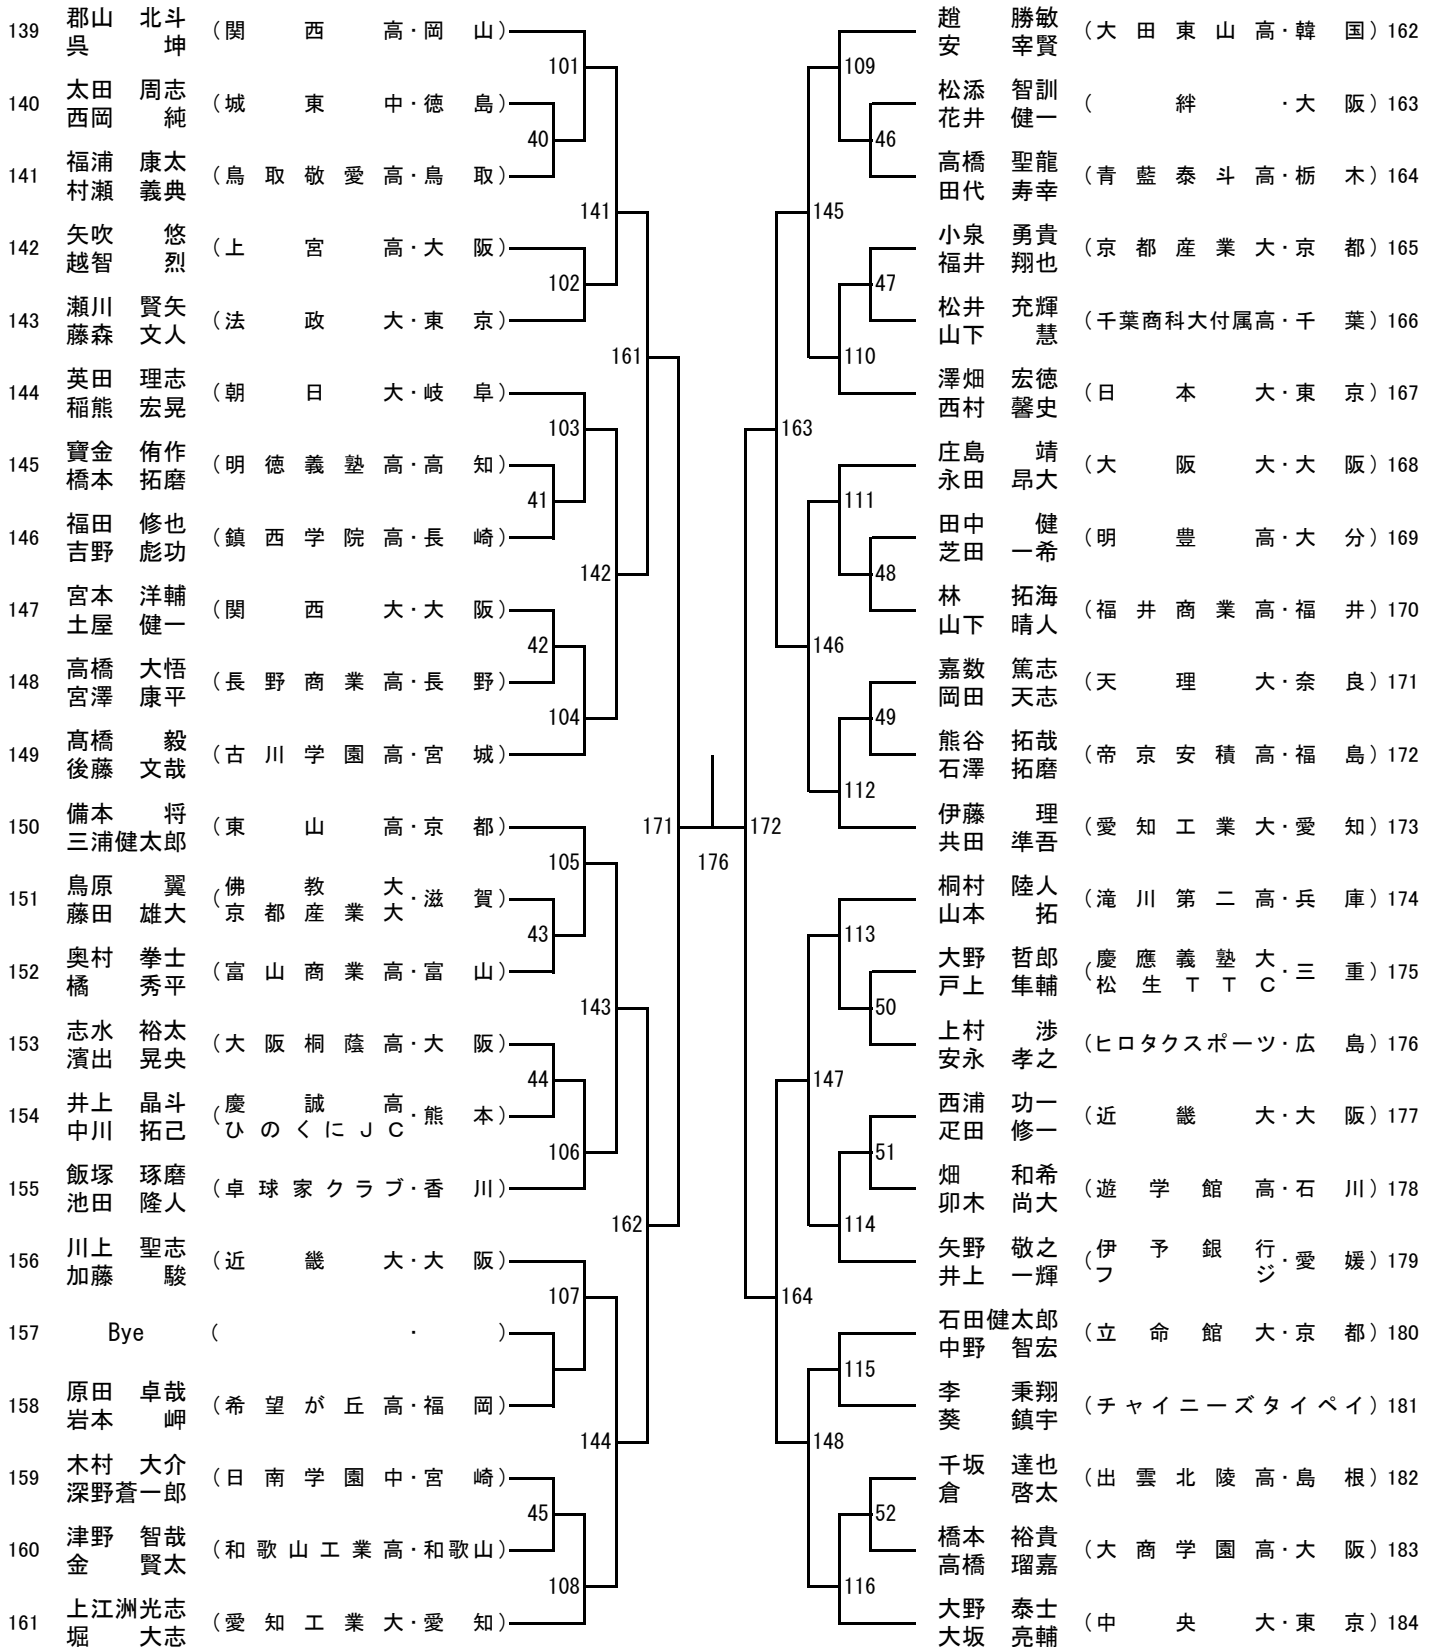 139 郡山 北斗 (関西高・岡山)
呉 坤
101
140 太田 周志 (城東中・徳島)
西岡 純
40
141 福浦 康太 (鳥取敬愛高・鳥取)
村瀬 義典
141
142 矢吹 悠 (上宮高・大阪)
越智 烈
102
143 瀬川 賢矢 (法政大・東京)
藤森 文人
161
144 英田 理志 (朝日大・岐阜)
稲熊 宏晃
103
145 寶金 侑作 (明徳義塾高・高知)
橋本 拓磨
41
146 福田 修也 (鎮西学院高・長崎)
吉野 彪功
142
147 宮本 洋輔 (関西大・大阪)
土屋 健一
42
148 高橋 大悟 (長野商業高・長野)
宮澤 康平
104
149 髙橋 毅 (古川学園高・宮城)
後藤 文哉
150 備本 将 (東山高・京都)
三浦健太郎
171
105
151 鳥原 翼 (佛教大・滋賀)
藤田 雄大 京都産業大
43
152 奥村 拳士 (富山商業高・富山)
橘 秀平
143
153 志水 裕太 (大阪桐蔭高・大阪)
濱出 晃央
44
154 井上 晶斗 (慶誠高・熊本)
中川 拓己 ひのくにJC
106
155 飯塚 琢磨 (卓球家クラブ・香川)
池田 隆人
162
156 川上 聖志 (近畿大・大阪)
加藤 駿
107
157 Bye ( ・ )
158 原田 卓哉 (希望が丘高・福岡)
岩本 岬
144
159 木村 大介 (日南学園中・宮崎)
深野蒼一郎
45
160 津野 智哉 (和歌山工業高・和歌山)
金 賢太
108
161 上江洲光志 (愛知工業大・愛知)
堀 大志
176
趙 勝敏 (大田東山高・韓国) 162
安 宰賢
109
松添 智訓 (絆・大阪) 163
花井 健一
46
高橋 聖龍 (青藍泰斗高・栃木) 164
田代 寿幸
145
小泉 勇貴 (京都産業大・京都) 165
福井 翔也
47
松井 充輝 (千葉商科大付属高・千葉) 166
山下 慧
110
澤畑 宏徳 (日本大・東京) 167
西村 馨史
163
庄島 靖 (大阪大・大阪) 168
永田 昂大
111
田中 健 (明豊高・大分) 169
芝田 一希
48
林 拓海 (福井商業高・福井) 170
山下 晴人
146
嘉数 篤志 (天理大・奈良) 171
岡田 天志
49
熊谷 拓哉 (帝京安積高・福島) 172
石澤 拓磨
112
伊藤 理 (愛知工業大・愛知) 173
共田 準吾
172
桐村 陸人 (滝川第二高・兵庫) 174
山本 拓
113
大野 哲郎 (慶應義塾大・三重) 175
戸上 隼輔 松生TTC
50
上村 渉 (ヒロタクスポーツ・広島) 176
安永 孝之
147
西浦 功一 (近畿大・大阪) 177
疋田 修一
51
畑 和希 (遊学館高・石川) 178
卯木 尚大
114
矢野 敬之 (伊予銀行・愛媛) 179
井上 一輝 フジ
164
石田健太郎 (立命館大・京都) 180
中野 智宏
115
李 秉翔 (チャイニーズタイペイ) 181
葵 鎮宇
148
千坂 達也 (出雲北陵高・島根) 182
倉 啓太
52
橋本 裕貴 (大商学園高・大阪) 183
高橋 瑠嘉
116
大野 泰士 (中央大・東京) 184
大坂 亮輔